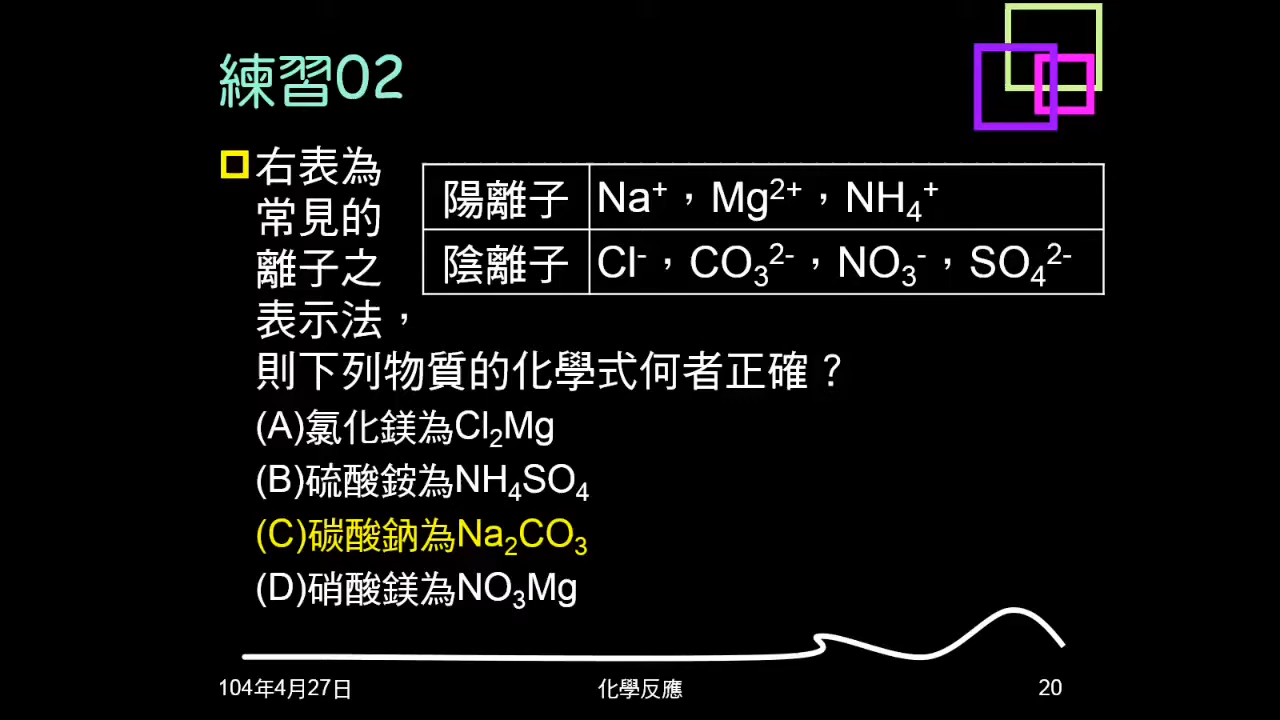 練習02
右表為
常見的
離子之
表示法，
則下列物質的化學式何者正確？
陽離子 Na⁺，Mg²⁺，NH₄⁺
陰離子 Cl⁻，CO₃²⁻，NO₃⁻，SO₄²⁻
(A)氯化鎂為Cl₂Mg
(B)硫酸銨為NH₄SO₄
(C)碳酸鈉為Na₂CO₃
(D)硝酸鎂為NO₃Mg
104年4月27日
化學反應
20